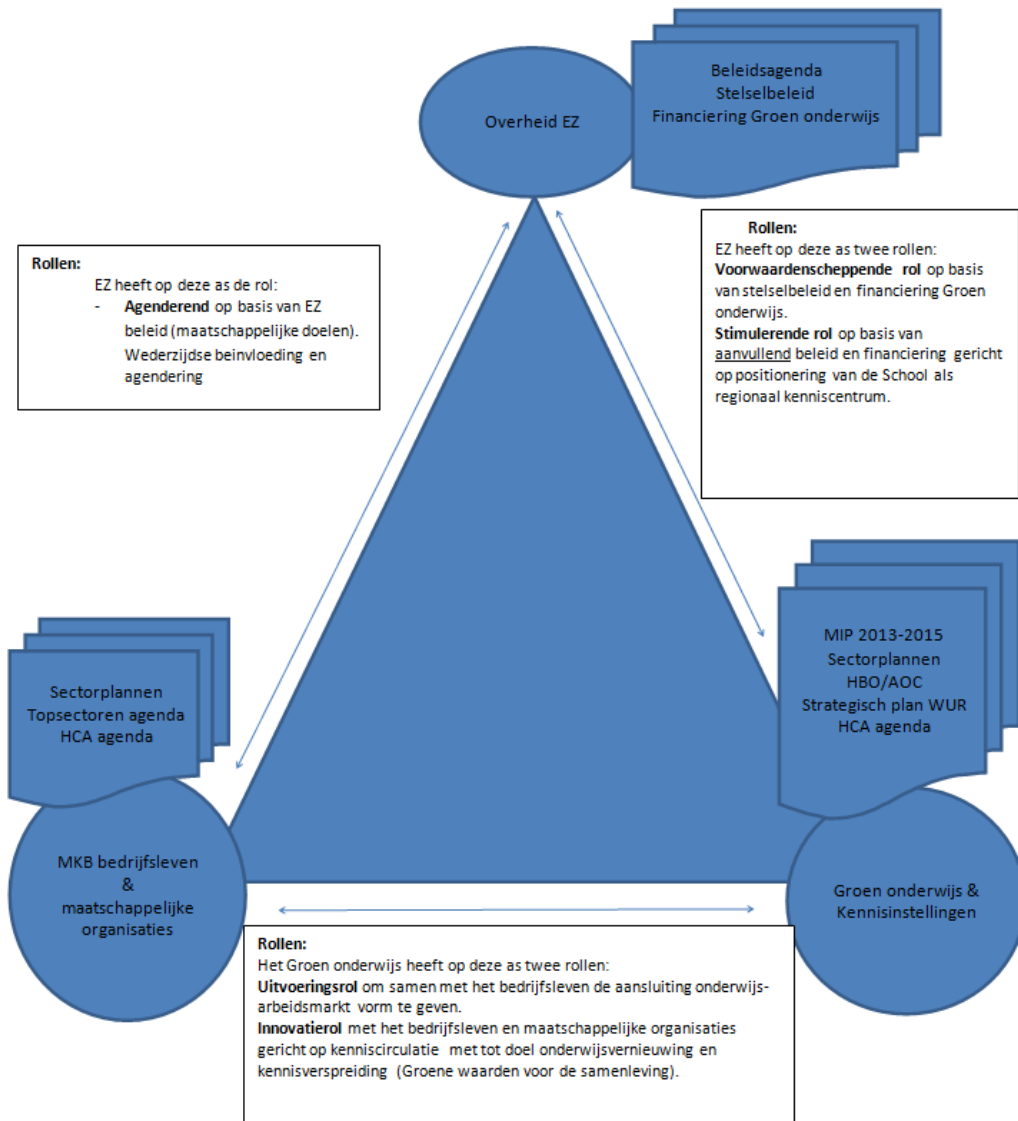 Beleidsagenda
Stelselbeleid
Financiering Groen onderwijs
Overheid EZ
Rollen:
EZ heeft op deze as de rol:
- Agenderend op basis van EZ
beleid (maatschappelijke doelen).
Wederzijdse beinvloeding en
agendering
Rollen:
EZ heeft op deze as twee rollen:
Voorwaardenscheppende rol op basis
van stelselbeleid en financiering Groen
onderwijs.
Stimulerende rol op basis van
aanvullend beleid en financiering gericht
op positionering van de School als
regionaal kenniscentrum.
Sectorplannen
Topsectoren agenda
HCA agenda
MKB bedrijfsleven
&
maatschappelijke
organisaties
MIP 2013-2015
Sectorplannen
HBO/AOC
Strategisch plan WUR
HCA agenda
Groen onderwijs &
Kennisinstellingen
Rollen:
Het Groen onderwijs heeft op deze as twee rollen:
Uitvoeringsrol om samen met het bedrijfsleven de aansluiting onderwijs-
arbeidsmarkt vorm te geven.
Innovatierol met het bedrijfsleven en maatschappelijke organisaties
gericht op kenniscirculatie met tot doel onderwijsvernieuwing en
kennisverspreiding (Groene waarden voor de samenleving).